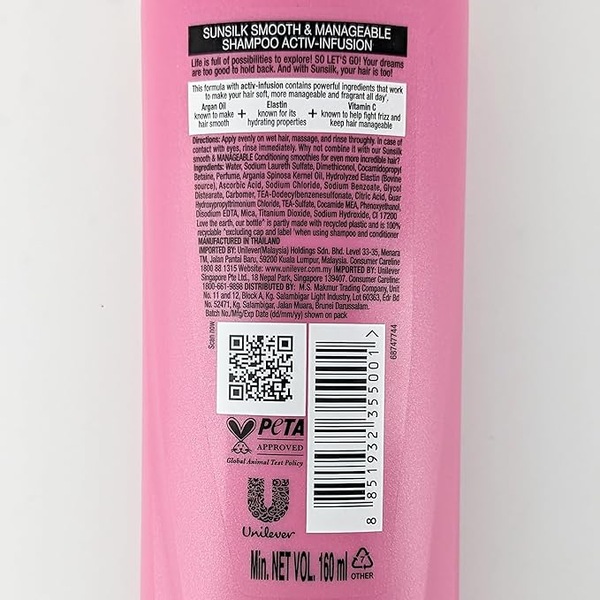 SUNSILK SMOOTH & MANAGEABLE
SHAMPOO ACTIV-INFUSION
Life is full of possibilities to explore! SO LET'S GO! Your dreams
are too good to hold back. And with Sunsilk, your hair is too!
This formula with activ-infusion contains powerful ingredients that work
to make your hair soft, more manageable and fragrant all day*.
Argan Oil + Elastin + Vitamin C
known to make known for its known to help fight frizz and
hair smooth hydrating properties keep hair manageable
Directions: Apply evenly on wet hair, massage, and rinse throughly. In case of
contact with eyes, rinse immediately. Why not combine it with our Sunsilk
smooth & MANAGEABLE Conditioning smoothies for even more incredible hair?
Ingredients: Water, Sodium Laureth Sulfate, Dimethiconol, Cocamidopropyl
Betaine, Perfume, Argania Spinosa Kernel Oil, Hydrolyzed Elastin (Bovine
source), Ascorbic Acid, Sodium Chloride, Sodium Benzoate, Glycol
Distearate, Carbomer, TEA-Dodecylbenzenesulfonate, Citric Acid, Guar
Hydroxypropyltrimonium Chloride, TEA-Sulfate, Cocamide MEA, Phenoxyethanol,
Disodium EDTA, Mica, Titanium Dioxide, Sodium Hydroxide, CI 17200
Love the earth, our bottle* is partly made with recycled plastic and is 100%
recyclable *excluding cap and label *when using shampoo and conditioner
MANUFACTURED IN THAILAND
IMPORTED BY: Unilever(Malaysia) Holdings Sdn. Bhd. Level 33-35, Menara
TM, Jalan Pantai Baru, 59200 Kuala Lumpur, Malaysia. Consumer Careline
1800 88 1315 Website: www.unilever.com.my IMPORTED BY: Unilever
Singapore Pte Ltd., 18 Nepal Park, Singapore 139407. Consumer Careline:
1800-661-9898 DISTRIBUTED BY: M.S. Makmur Trading Company, Unit
No. 11 and 12, Block A, Kg. Salambigar Light Industry, Lot 60363, Edr Bd
No. 52471, Kg. Salambigar, Jalan Muara, Brunei Darussalam.
Batch No./Mfg/Exp Date (dd/mm/yy) shown on pack
Scan now
68747744
8 851932 355001 >
PETA
APPROVED
Global Animal Test Policy
Unilever
Min. NET VOL. 160 ml
7
OTHER